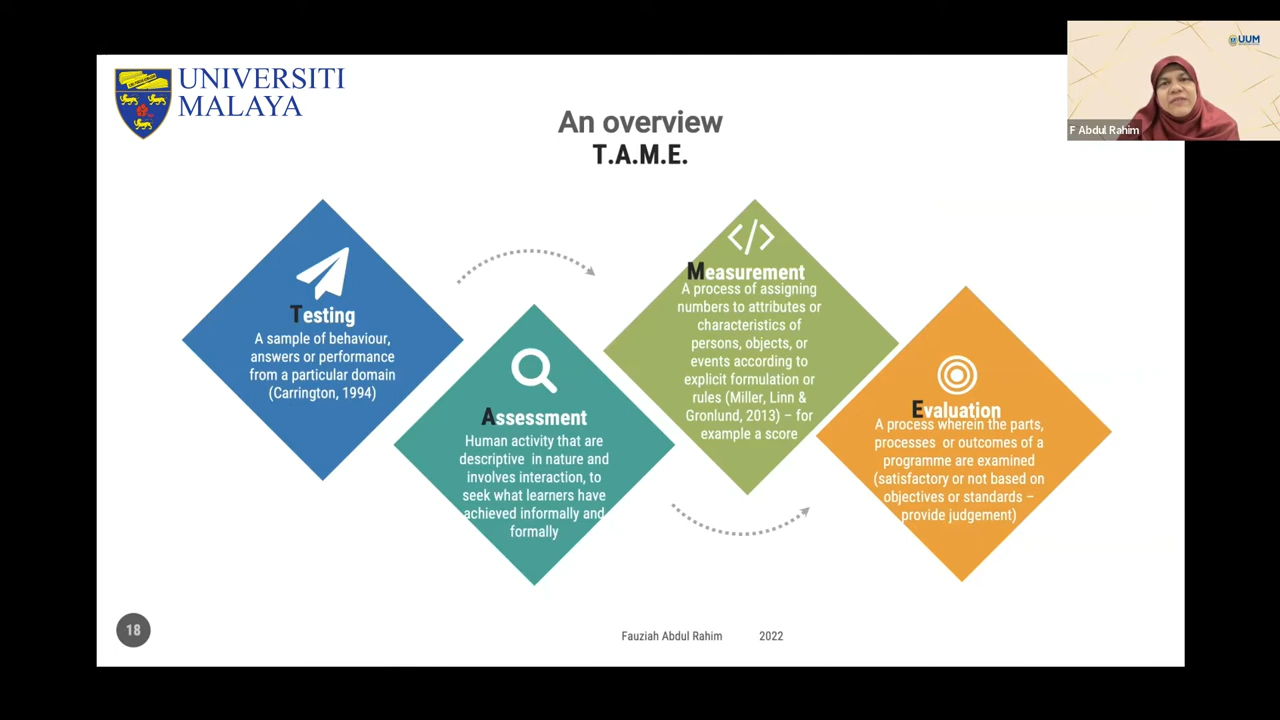 UNIVERSITI
MALAYA
UUM
F Abdul Rahim
An overview
T.A.M.E.
Testing
A sample of behaviour,
answers or performance
from a particular domain
(Carrington, 1994)
Assessment
Human activity that are
descriptive in nature and
involves interaction, to
seek what learners have
achieved informally and
formally
Measurement
A process of assigning
numbers to attributes or
characteristics of
persons, objects, or
events according to
explicit formulation or
rules (Miller, Linn &
Gronlund, 2013) – for
example a score
Evaluation
A process wherein the parts,
processes or outcomes of a
programme are examined
(satisfactory or not based on
objectives or standards –
provide judgement)
18
Fauziah Abdul Rahim 2022